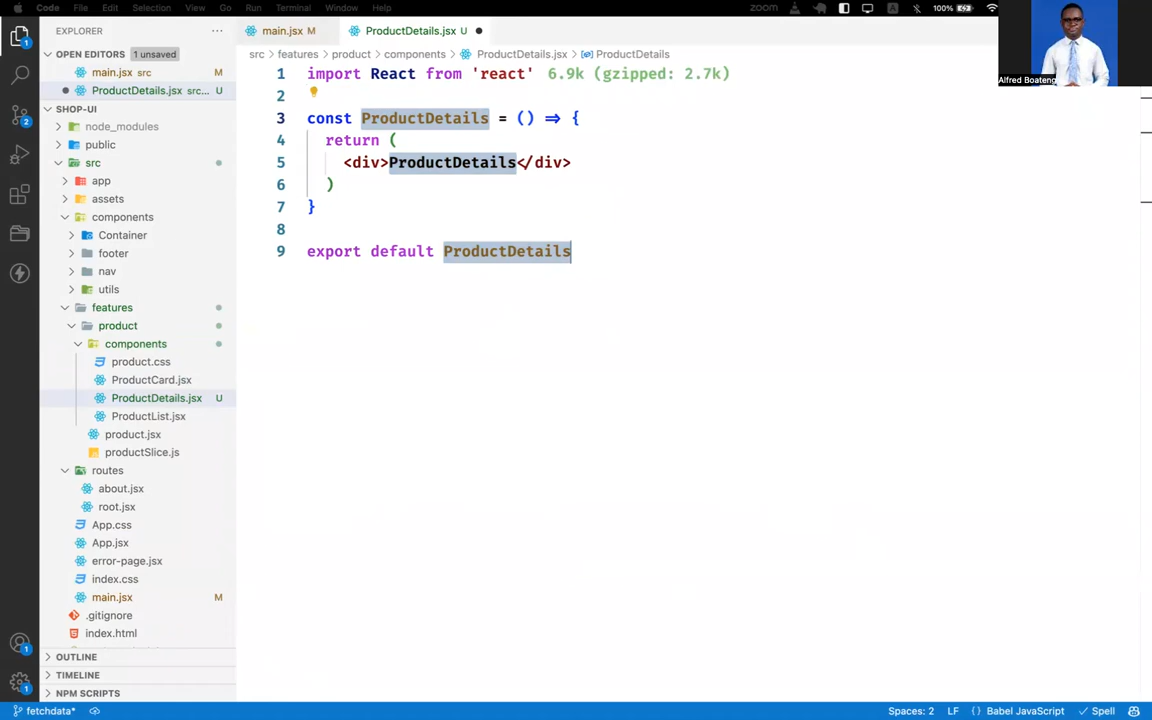 Code File Edit Selection View Go Run Terminal Window Help zoom 100%
EXPLORER
main.jsx M
ProductDetails.jsx U
OPEN EDITORS 1 unsaved
src > features > product > components > ProductDetails.jsx > ProductDetails
main.jsx src M
ProductDetails.jsx src... U
SHOP-UI
node_modules
public
src
app
assets
components
Container
footer
nav
utils
features
product
components
product.css
ProductCard.jsx
ProductDetails.jsx U
ProductList.jsx
product.jsx
productSlice.js
routes
about.jsx
root.jsx
App.css
App.jsx
error-page.jsx
index.css
main.jsx M
.gitignore
index.html
OUTLINE
TIMELINE
NPM SCRIPTS
1 import React from 'react' 6.9k (gzipped: 2.7k)
2
3 const ProductDetails = () => {
4 return (
5 <div>ProductDetails</div>
6 )
7 }
8
9 export default ProductDetails
Alfred Boateng
1
2
1
1
fetchdata* Spaces: 2 LF {} Babel JavaScript Spell